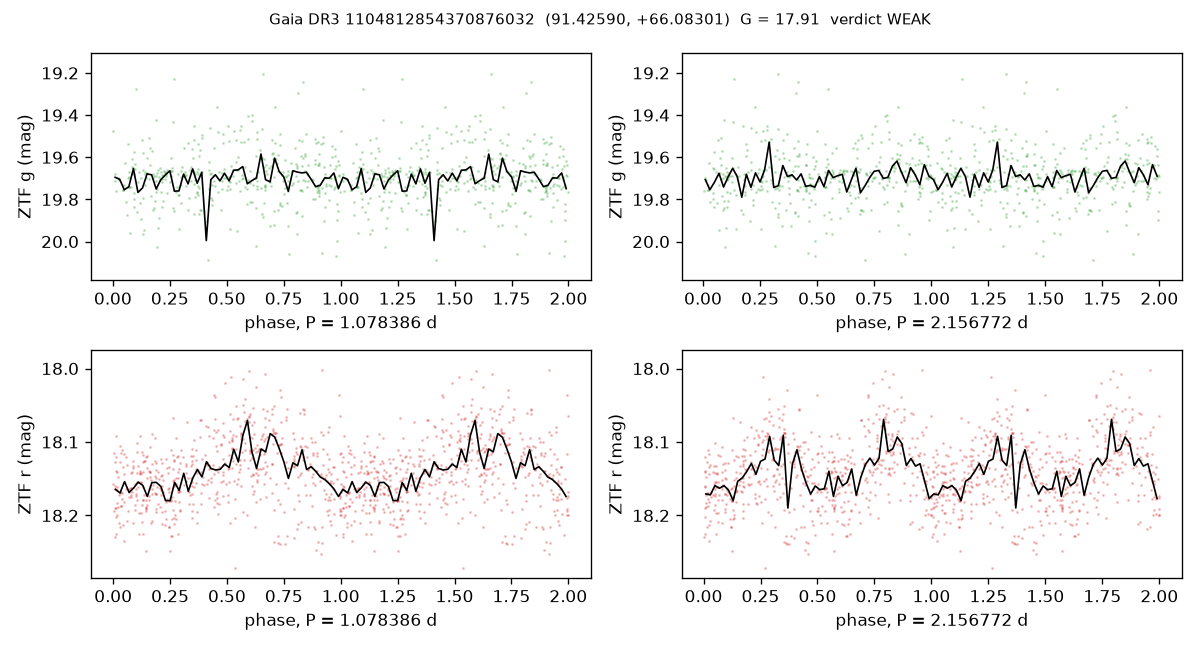 Gaia DR3 1104812854370876032  (91.42590, +66.08301)  G = 17.91  verdict WEAK
19.2
19.4
19.6
19.8
20.0
ZTF g (mag)
0.00 0.25 0.50 0.75 1.00 1.25 1.50 1.75 2.00
phase, P = 1.078386 d
19.2
19.4
19.6
19.8
20.0
ZTF g (mag)
0.00 0.25 0.50 0.75 1.00 1.25 1.50 1.75 2.00
phase, P = 2.156772 d
18.0
18.1
18.2
ZTF r (mag)
0.00 0.25 0.50 0.75 1.00 1.25 1.50 1.75 2.00
phase, P = 1.078386 d
18.0
18.1
18.2
ZTF r (mag)
0.00 0.25 0.50 0.75 1.00 1.25 1.50 1.75 2.00
phase, P = 2.156772 d